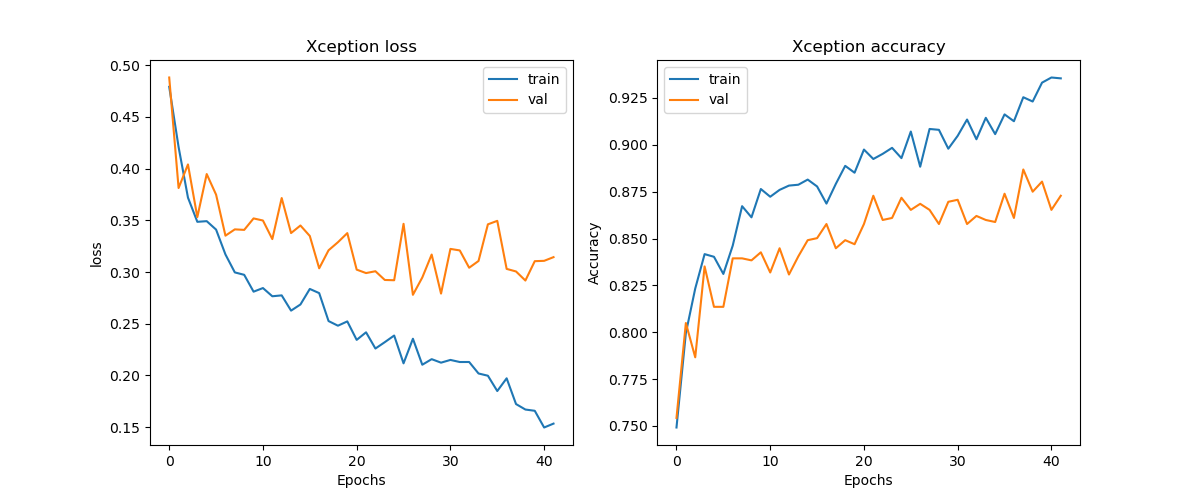 Xception loss
0.50
0.45
0.40
0.35
0.30
0.25
0.20
0.15
loss
0 10 20 30 40
Epochs
train
val
Xception accuracy
0.925
0.900
0.875
0.850
0.825
0.800
0.775
0.750
Accuracy
0 10 20 30 40
Epochs
train
val